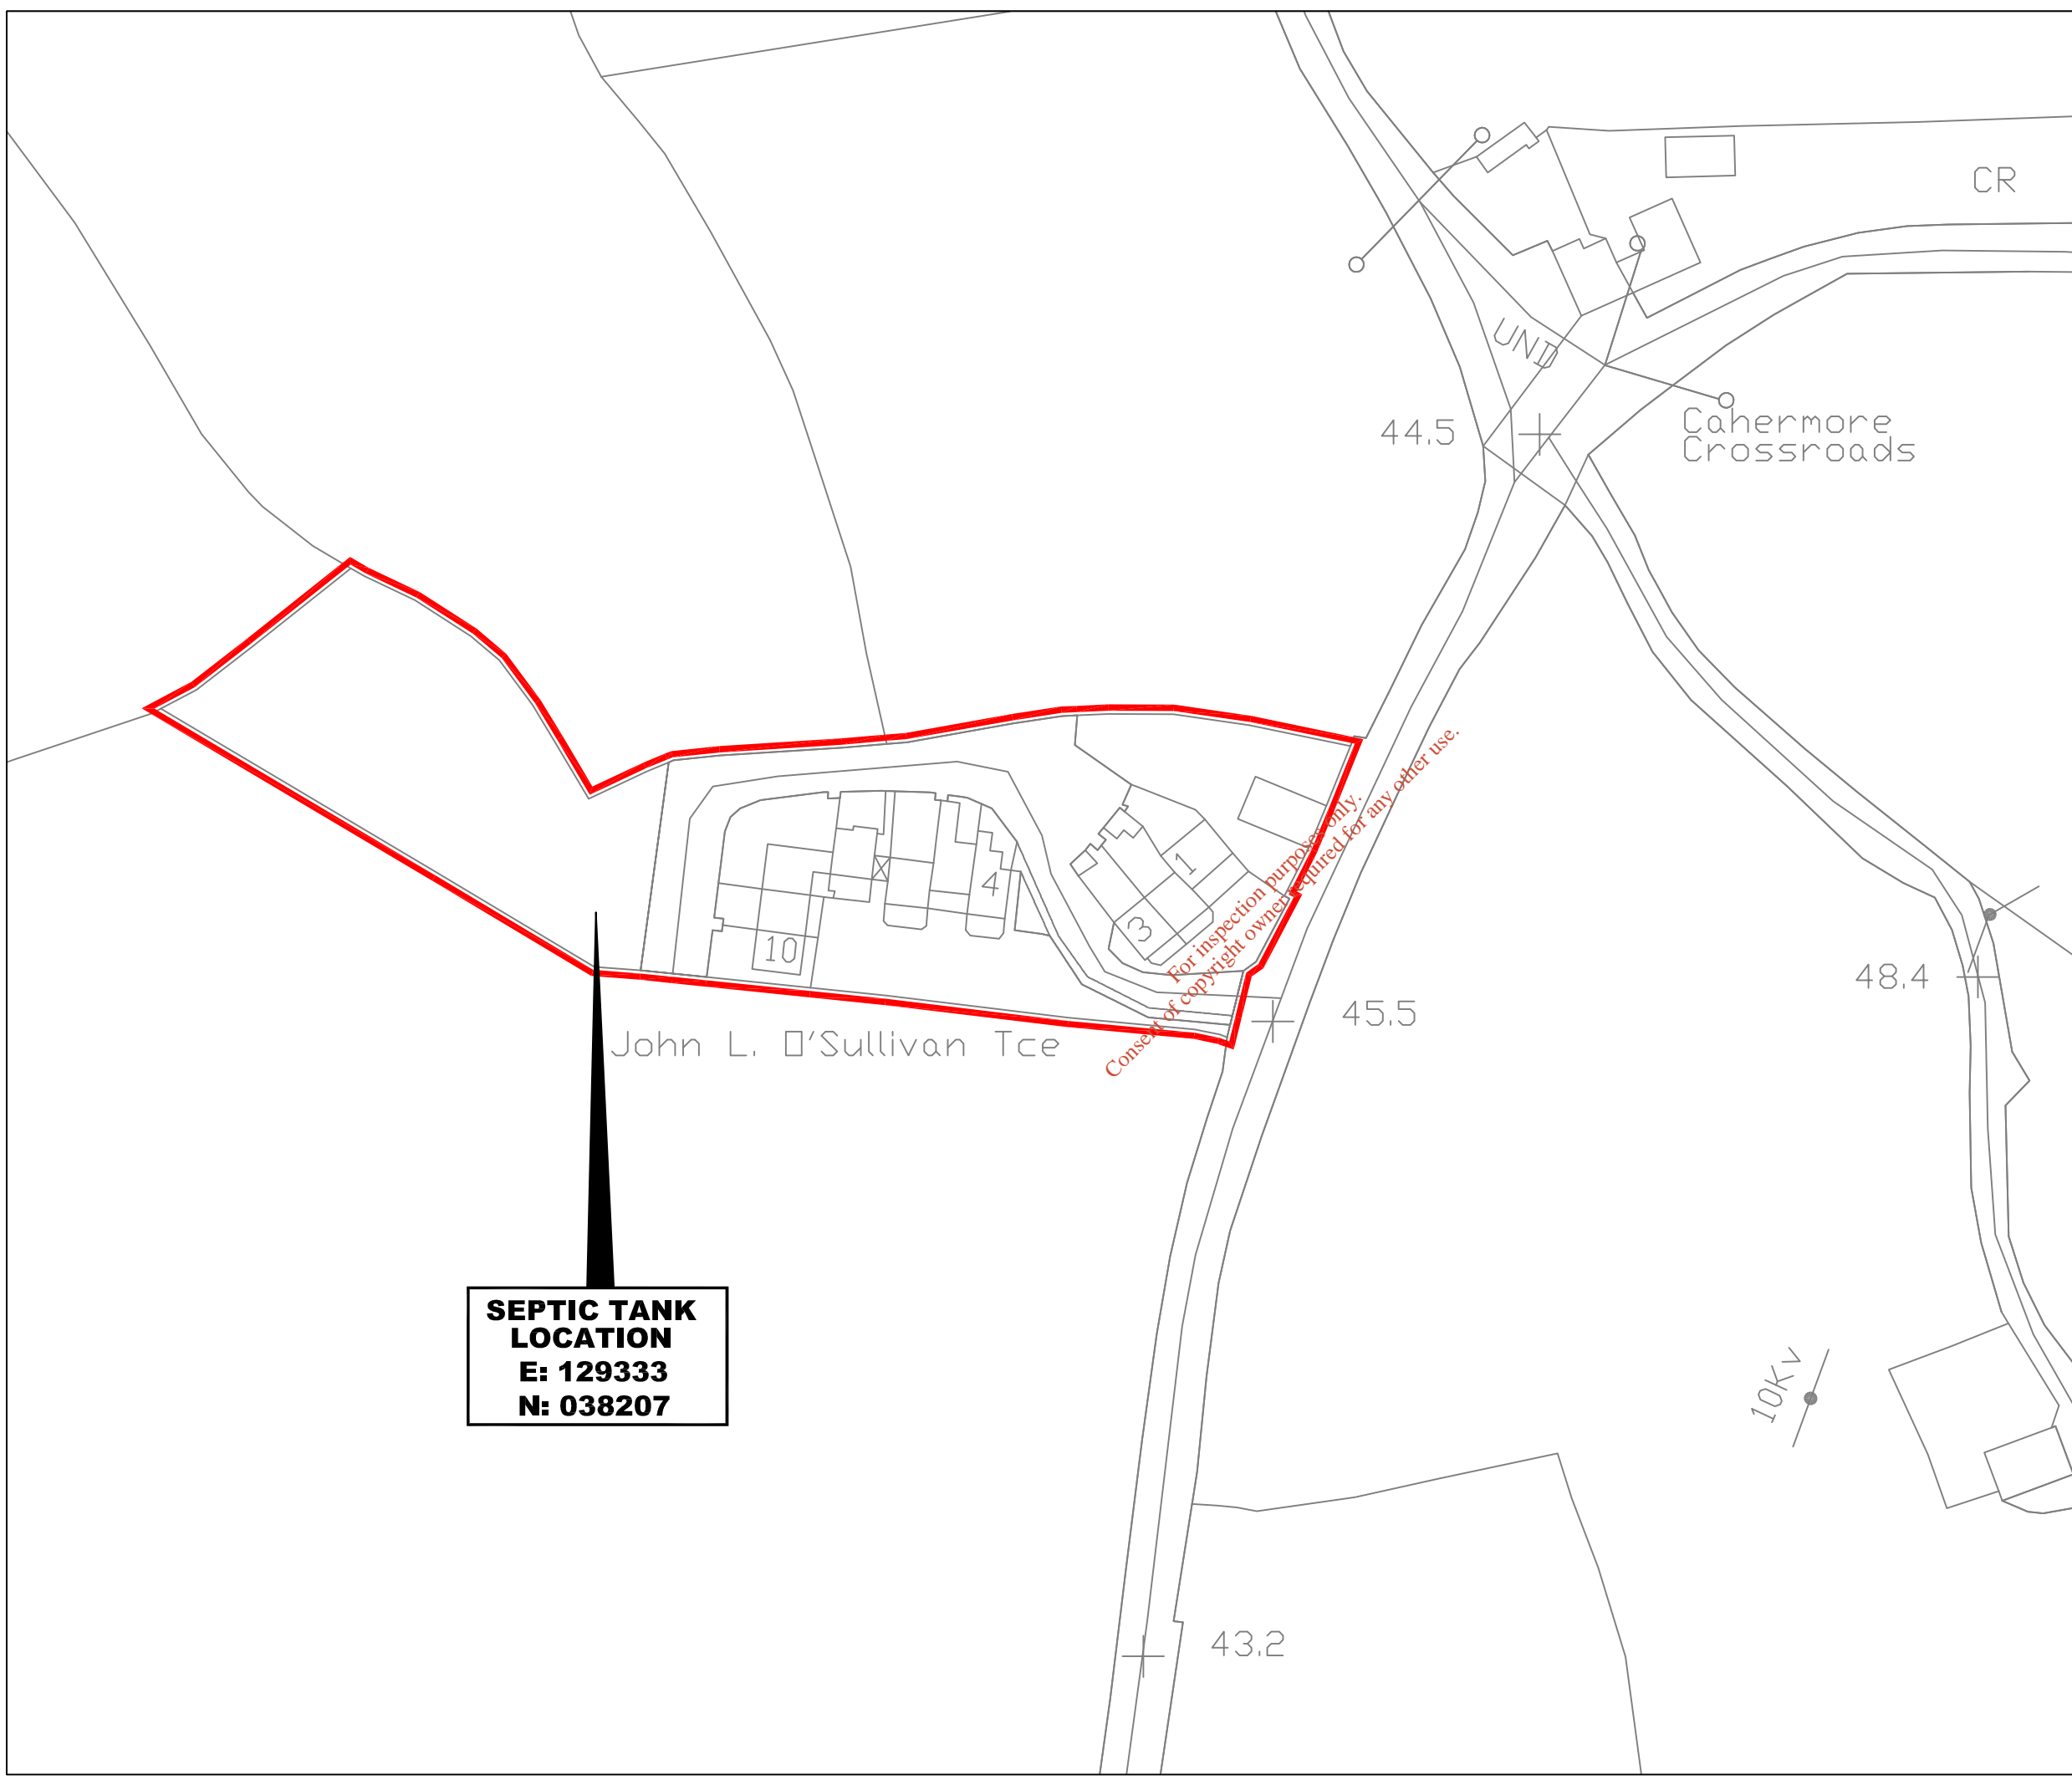 CR
UND
44.5
Cahermore
Crossroads
1
4
3
10
48.4
45.5
John L. O'Sullivan Tce
For inspection purposes only.
Consent of copyright owner required for any other use.
SEPTIC TANK
LOCATION
E: 129333
N: 038207
10KV
43.2